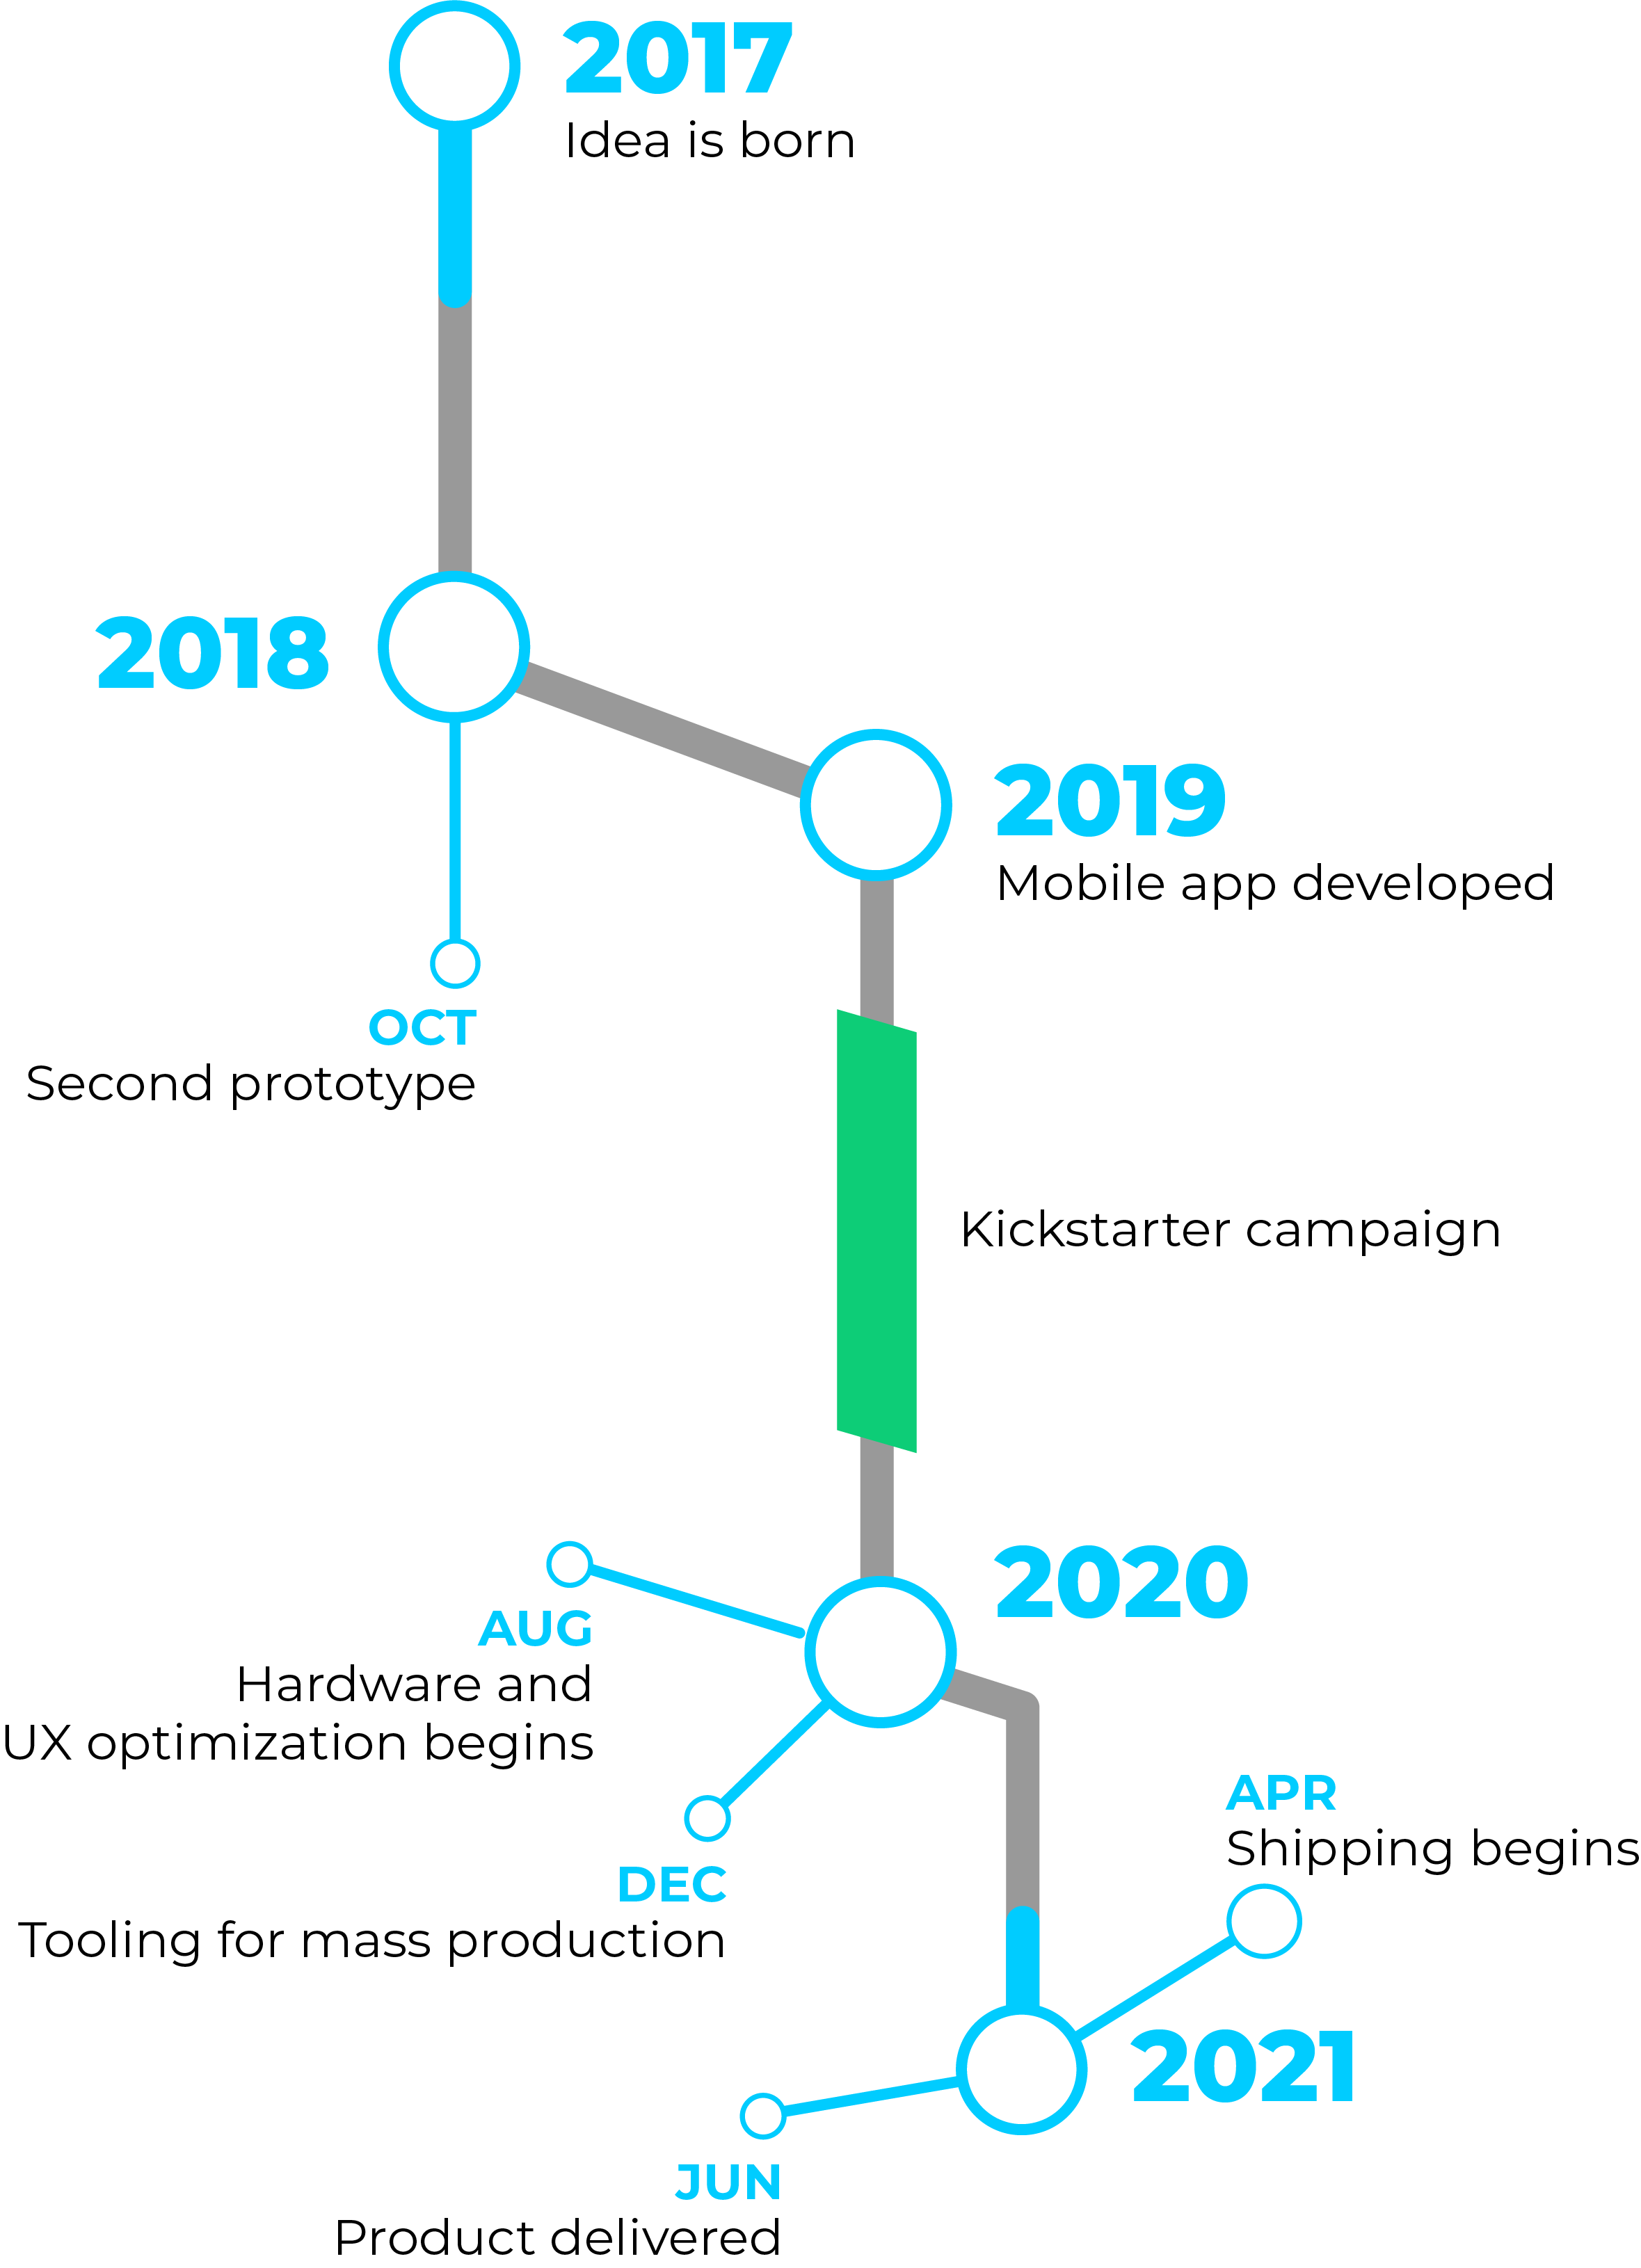 2017
Idea is born
2018
OCT
Second prototype
2019
Mobile app developed
Kickstarter campaign
2020
AUG
Hardware and
UX optimization begins
DEC
Tooling for mass production
APR
Shipping begins
2021
JUN
Product delivered